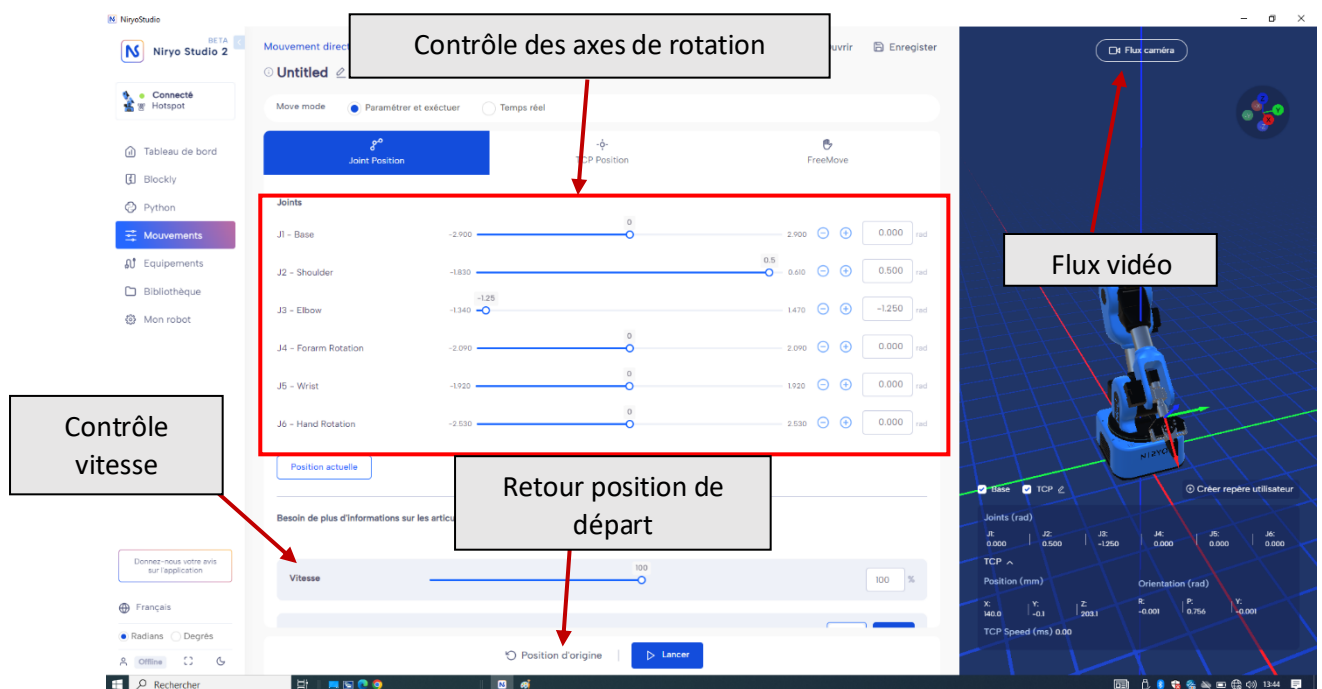 NiryoStudio
BETA
Niryo Studio 2
Connecté
Hotspot
Tableau de bord
Blockly
Python
Mouvements
Equipements
Bibliothèque
Mon robot
Donnez-nous votre avis
sur l'application
Français
Radians Degrés
Offline
Mouvement direct
Contrôle des axes de rotation
Enregister
Untitled
Move mode Paramétrer et exéctuer Temps réel
Joint Position
TCP Position
FreeMove
Joints
J1 - Base -2.900 0 2.900 0.000 rad
J2 - Shoulder -1.830 0.5 0.610 0.500 rad
J3 - Elbow -1.340 -1.25 1.470 -1.250 rad
J4 - Forarm Rotation -2.090 0 2.090 0.000 rad
J5 - Wrist -1.920 0 1.920 0.000 rad
J6 - Hand Rotation -2.530 0 2.530 0.000 rad
Position actuelle
Contrôle
vitesse
Retour position de
départ
Besoin de plus d'informations sur les
Vitesse 100 100 %
Position d'origine
Lancer
Flux caméra
Z
Y
X
Flux vidéo
NIRYO
Base TCP Créer repère utilisateur
Joints (rad)
J1: J2: J3: J4: J5: J6:
0.000 0.500 -1.250 0.000 0.000 0.000
TCP
Position (mm) Orientation (rad)
X: Y: Z: R: P: Y:
140.0 -0.1 203.1 -0.001 0.756 -0.001
TCP Speed (ms) 0.00
Rechercher
13:44